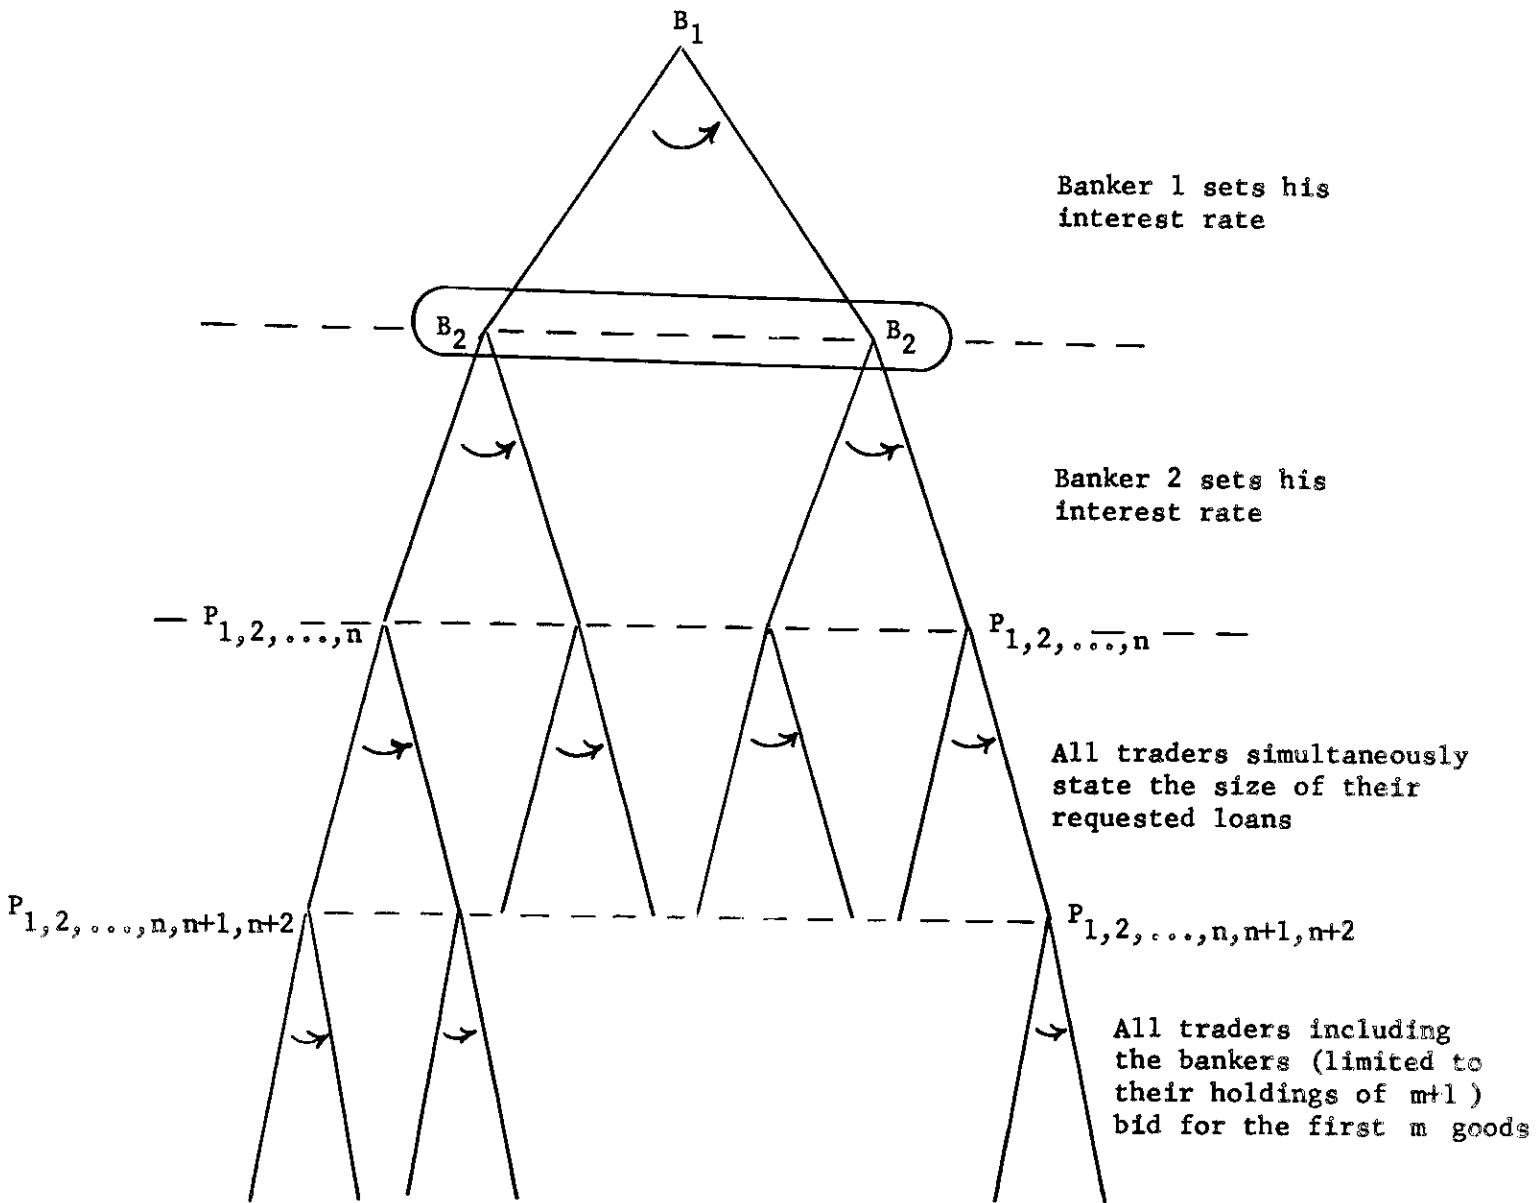 B1
Banker 1 sets his
interest rate
B2
B2
Banker 2 sets his
interest rate
P1,2,...,n
P1,2,...,n
All traders simultaneously
state the size of their
requested loans
P1,2,...,n,n+1,n+2
P1,2,...,n,n+1,n+2
All traders including
the bankers (limited to
their holdings of m+1 )
bid for the first m goods